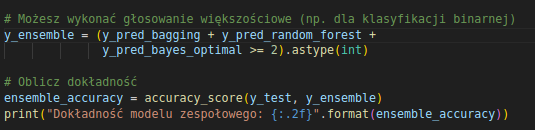 # Możesz wykonać głosowanie większościowe (np. dla klasyfikacji binarnej)
y_ensemble = (y_pred_bagging + y_pred_random_forest +
y_pred_bayes_optimal >= 2).astype(int)
# Oblicz dokładność
ensemble_accuracy = accuracy_score(y_test, y_ensemble)
print("Dokładność modelu zespołowego: {:.2f}".format(ensemble_accuracy))